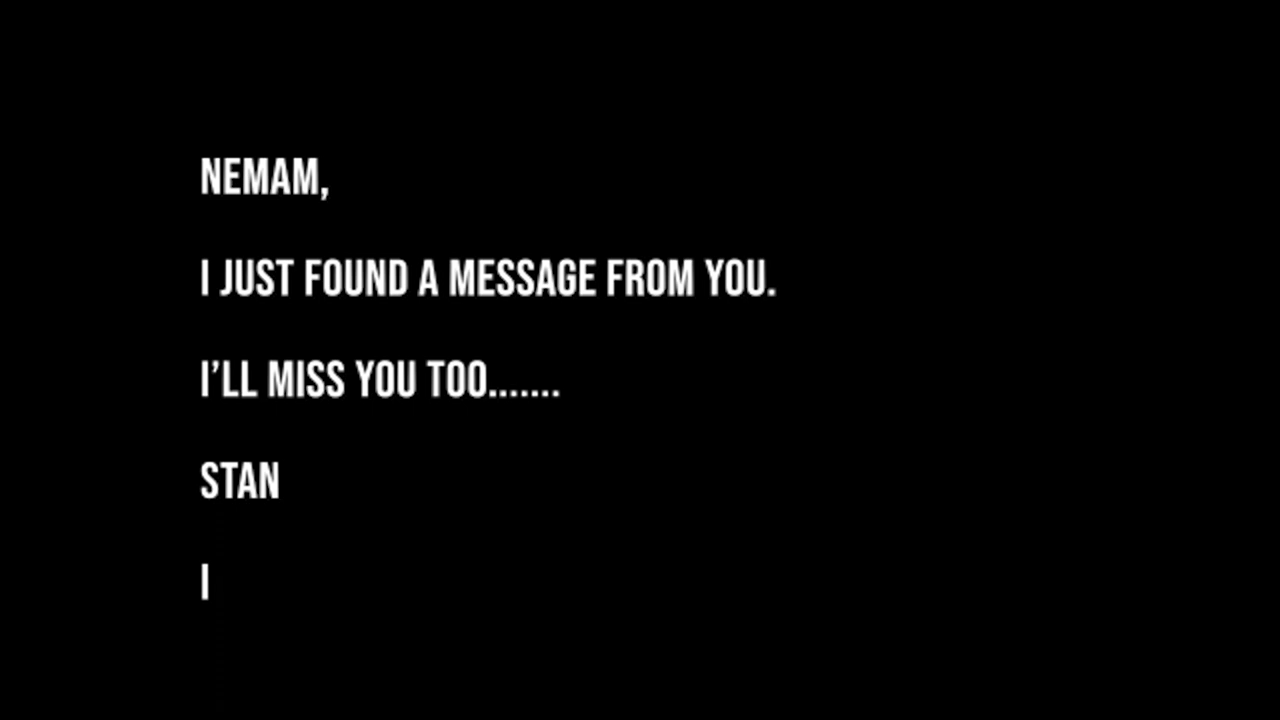 NEMAM,
I JUST FOUND A MESSAGE FROM YOU.
I’LL MISS YOU TOO.......
STAN
I